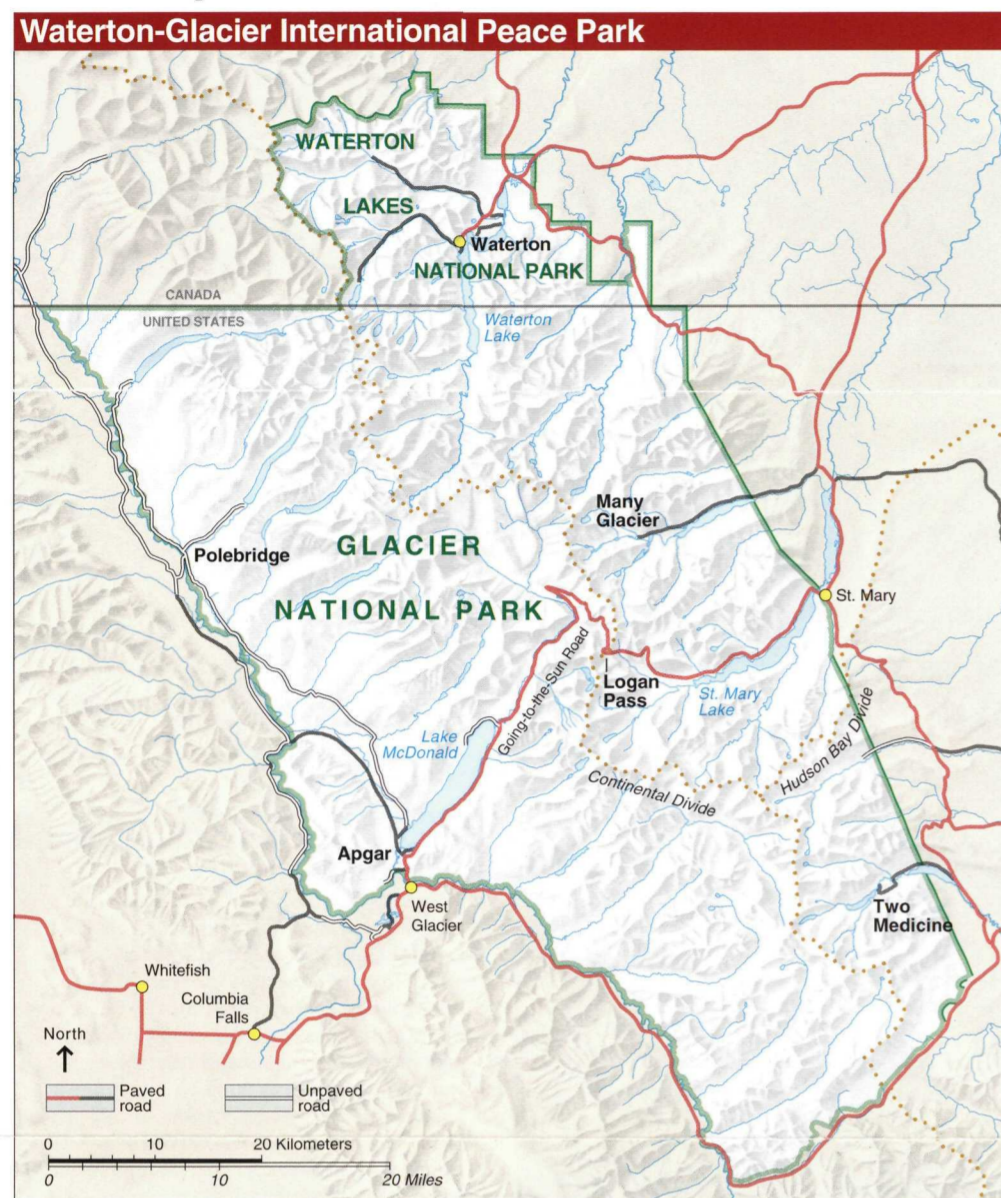 Waterton-Glacier International Peace Park
WATERTON
LAKES
Waterton
NATIONAL PARK
CANADA
UNITED STATES
Waterton
Lake
Many
Glacier
Polebridge
GLACIER
NATIONAL PARK
St. Mary
Going-to-the-Sun Road
Logan
Pass
St. Mary
Lake
Lake
McDonald
Hudson Bay Divide
Continental Divide
Apgar
West
Glacier
Two
Medicine
Whitefish
Columbia
Falls
North
Paved
road
Unpaved
road
0 10 20 Kilometers
0 20 Miles